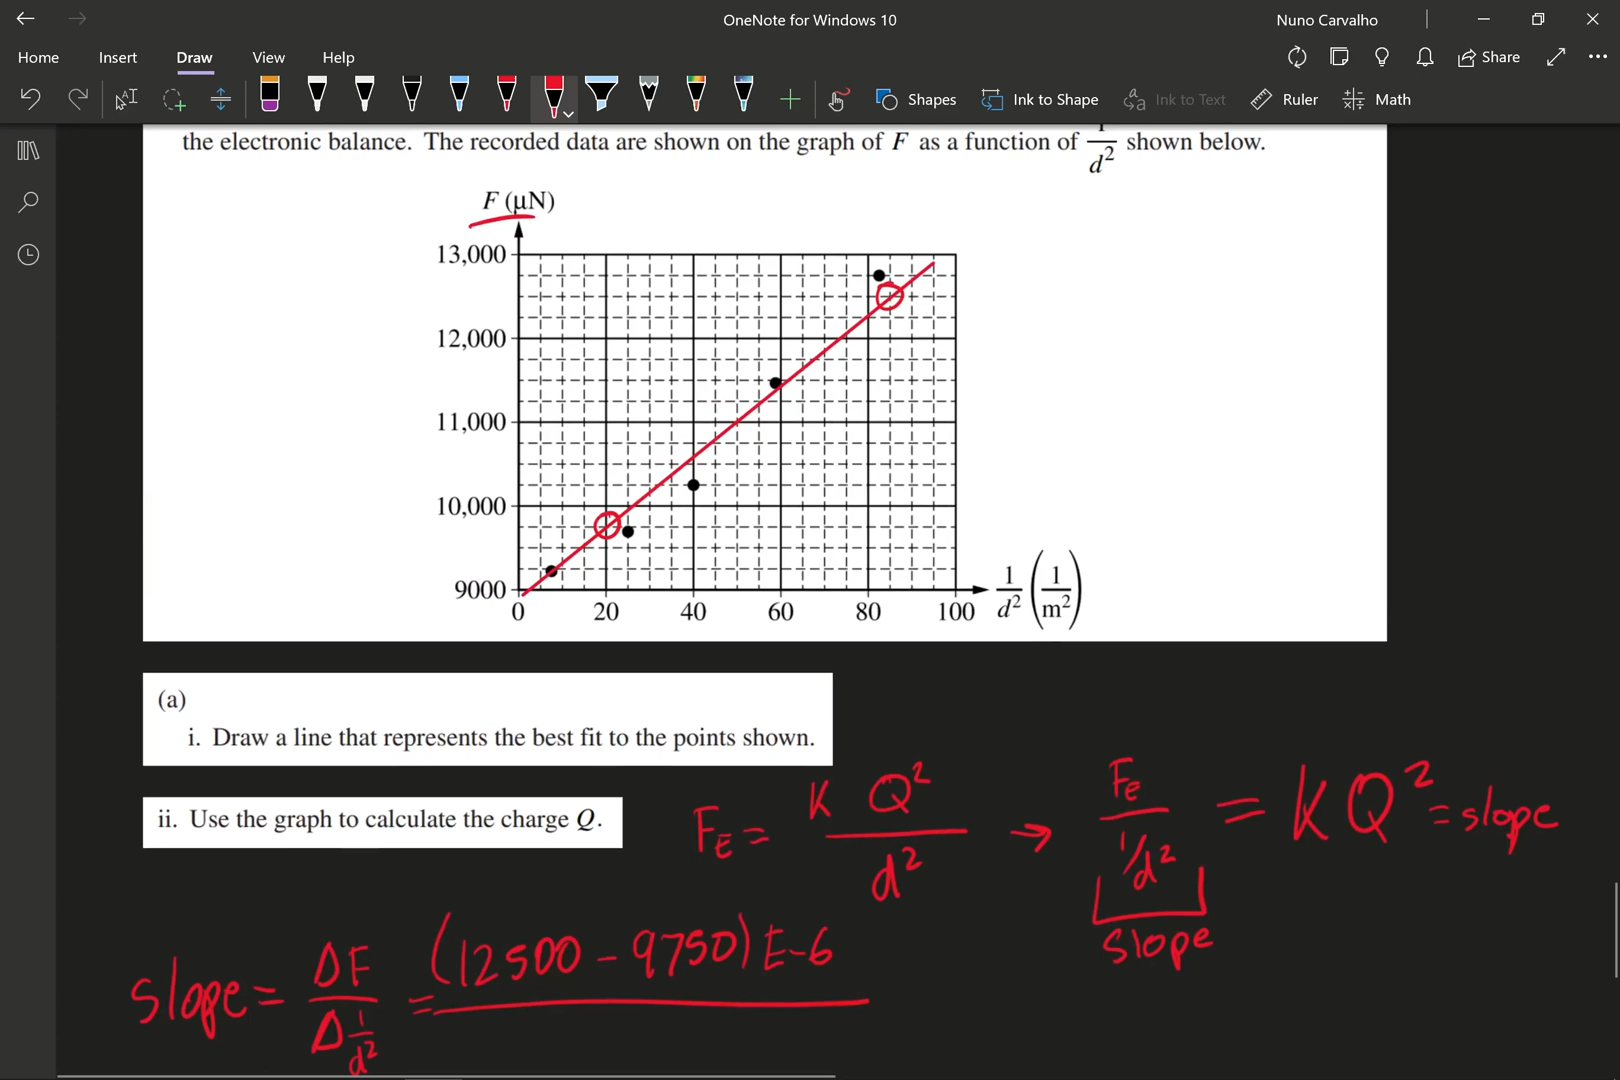 OneNote for Windows 10
Nuno Carvalho
Home Insert Draw View Help
Share
Shapes Ink to Shape Ink to Text Ruler Math
the electronic balance. The recorded data are shown on the graph of F as a function of 1/d² shown below.
F (μN)
13,000
12,000
11,000
10,000
9000
0 20 40 60 80 100
1/d² (1/m²)
(a)
i. Draw a line that represents the best fit to the points shown.
ii. Use the graph to calculate the charge Q.
F_E = K Q²/d² → F_E/(1/d²) = KQ² = slope
slope
slope = ΔF/Δ(1/d²) = (12500 - 9750)E-6